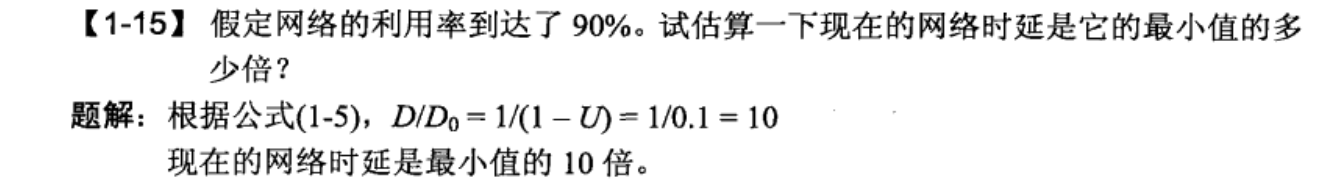 【1-15】 假定网络的利用率到达了 90%。试估算一下现在的网络时延是它的最小值的多
少倍？
题解：根据公式(1-5)，D/D₀ = 1/(1 – U) = 1/0.1 = 10
现在的网络时延是最小值的 10 倍。